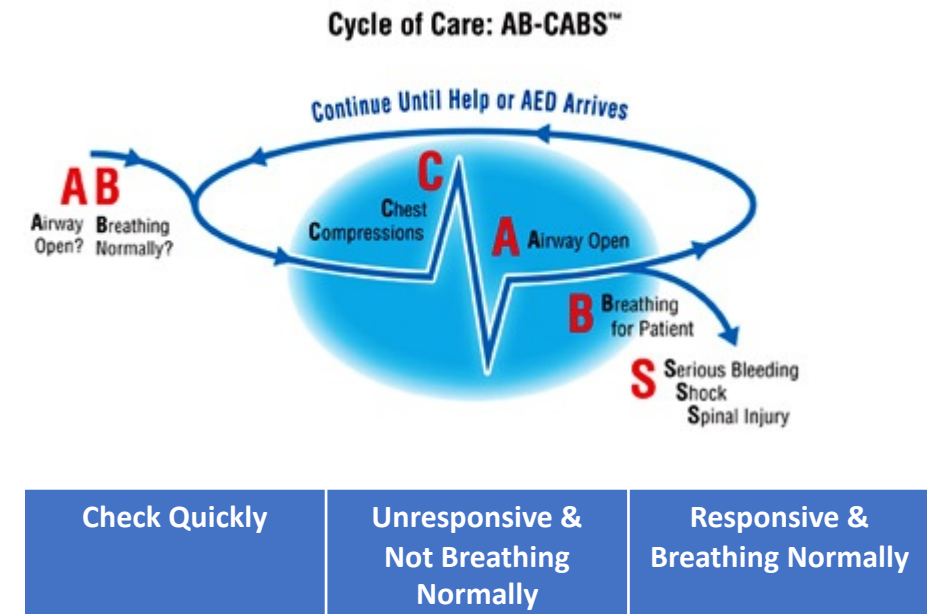 Cycle of Care: AB-CABS™
Continue Until Help or AED Arrives
A B
Airway Open?
Breathing Normally?
C
Chest
Compressions
A Airway Open
B Breathing
for Patient
S Serious Bleeding
Shock
Spinal Injury
Check Quickly
Unresponsive &
Not Breathing
Normally
Responsive &
Breathing Normally